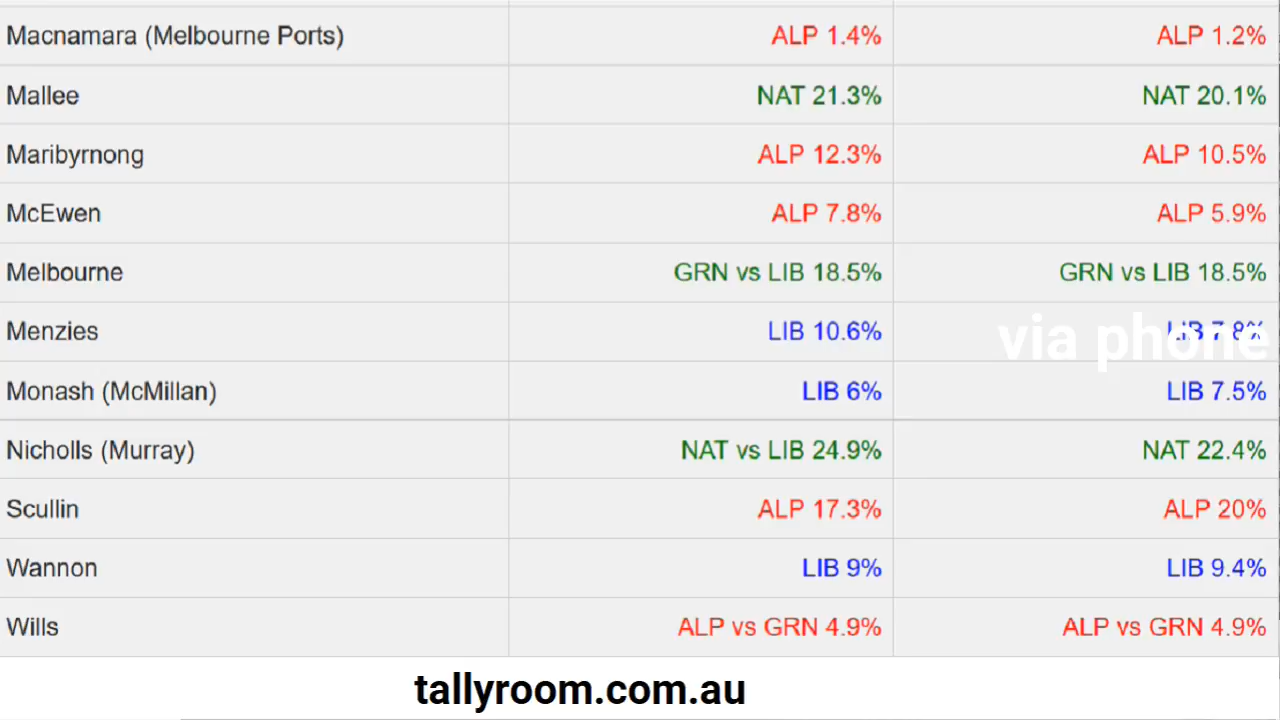 Macnamara (Melbourne Ports) ALP 1.4% ALP 1.2%
Mallee NAT 21.3% NAT 20.1%
Maribyrnong ALP 12.3% ALP 10.5%
McEwen ALP 7.8% ALP 5.9%
Melbourne GRN vs LIB 18.5% GRN vs LIB 18.5%
Menzies LIB 10.6% LIB 7.8%
via phone
Monash (McMillan) LIB 6% LIB 7.5%
Nicholls (Murray) NAT vs LIB 24.9% NAT 22.4%
Scullin ALP 17.3% ALP 20%
Wannon LIB 9% LIB 9.4%
Wills ALP vs GRN 4.9% ALP vs GRN 4.9%
tallyroom.com.au